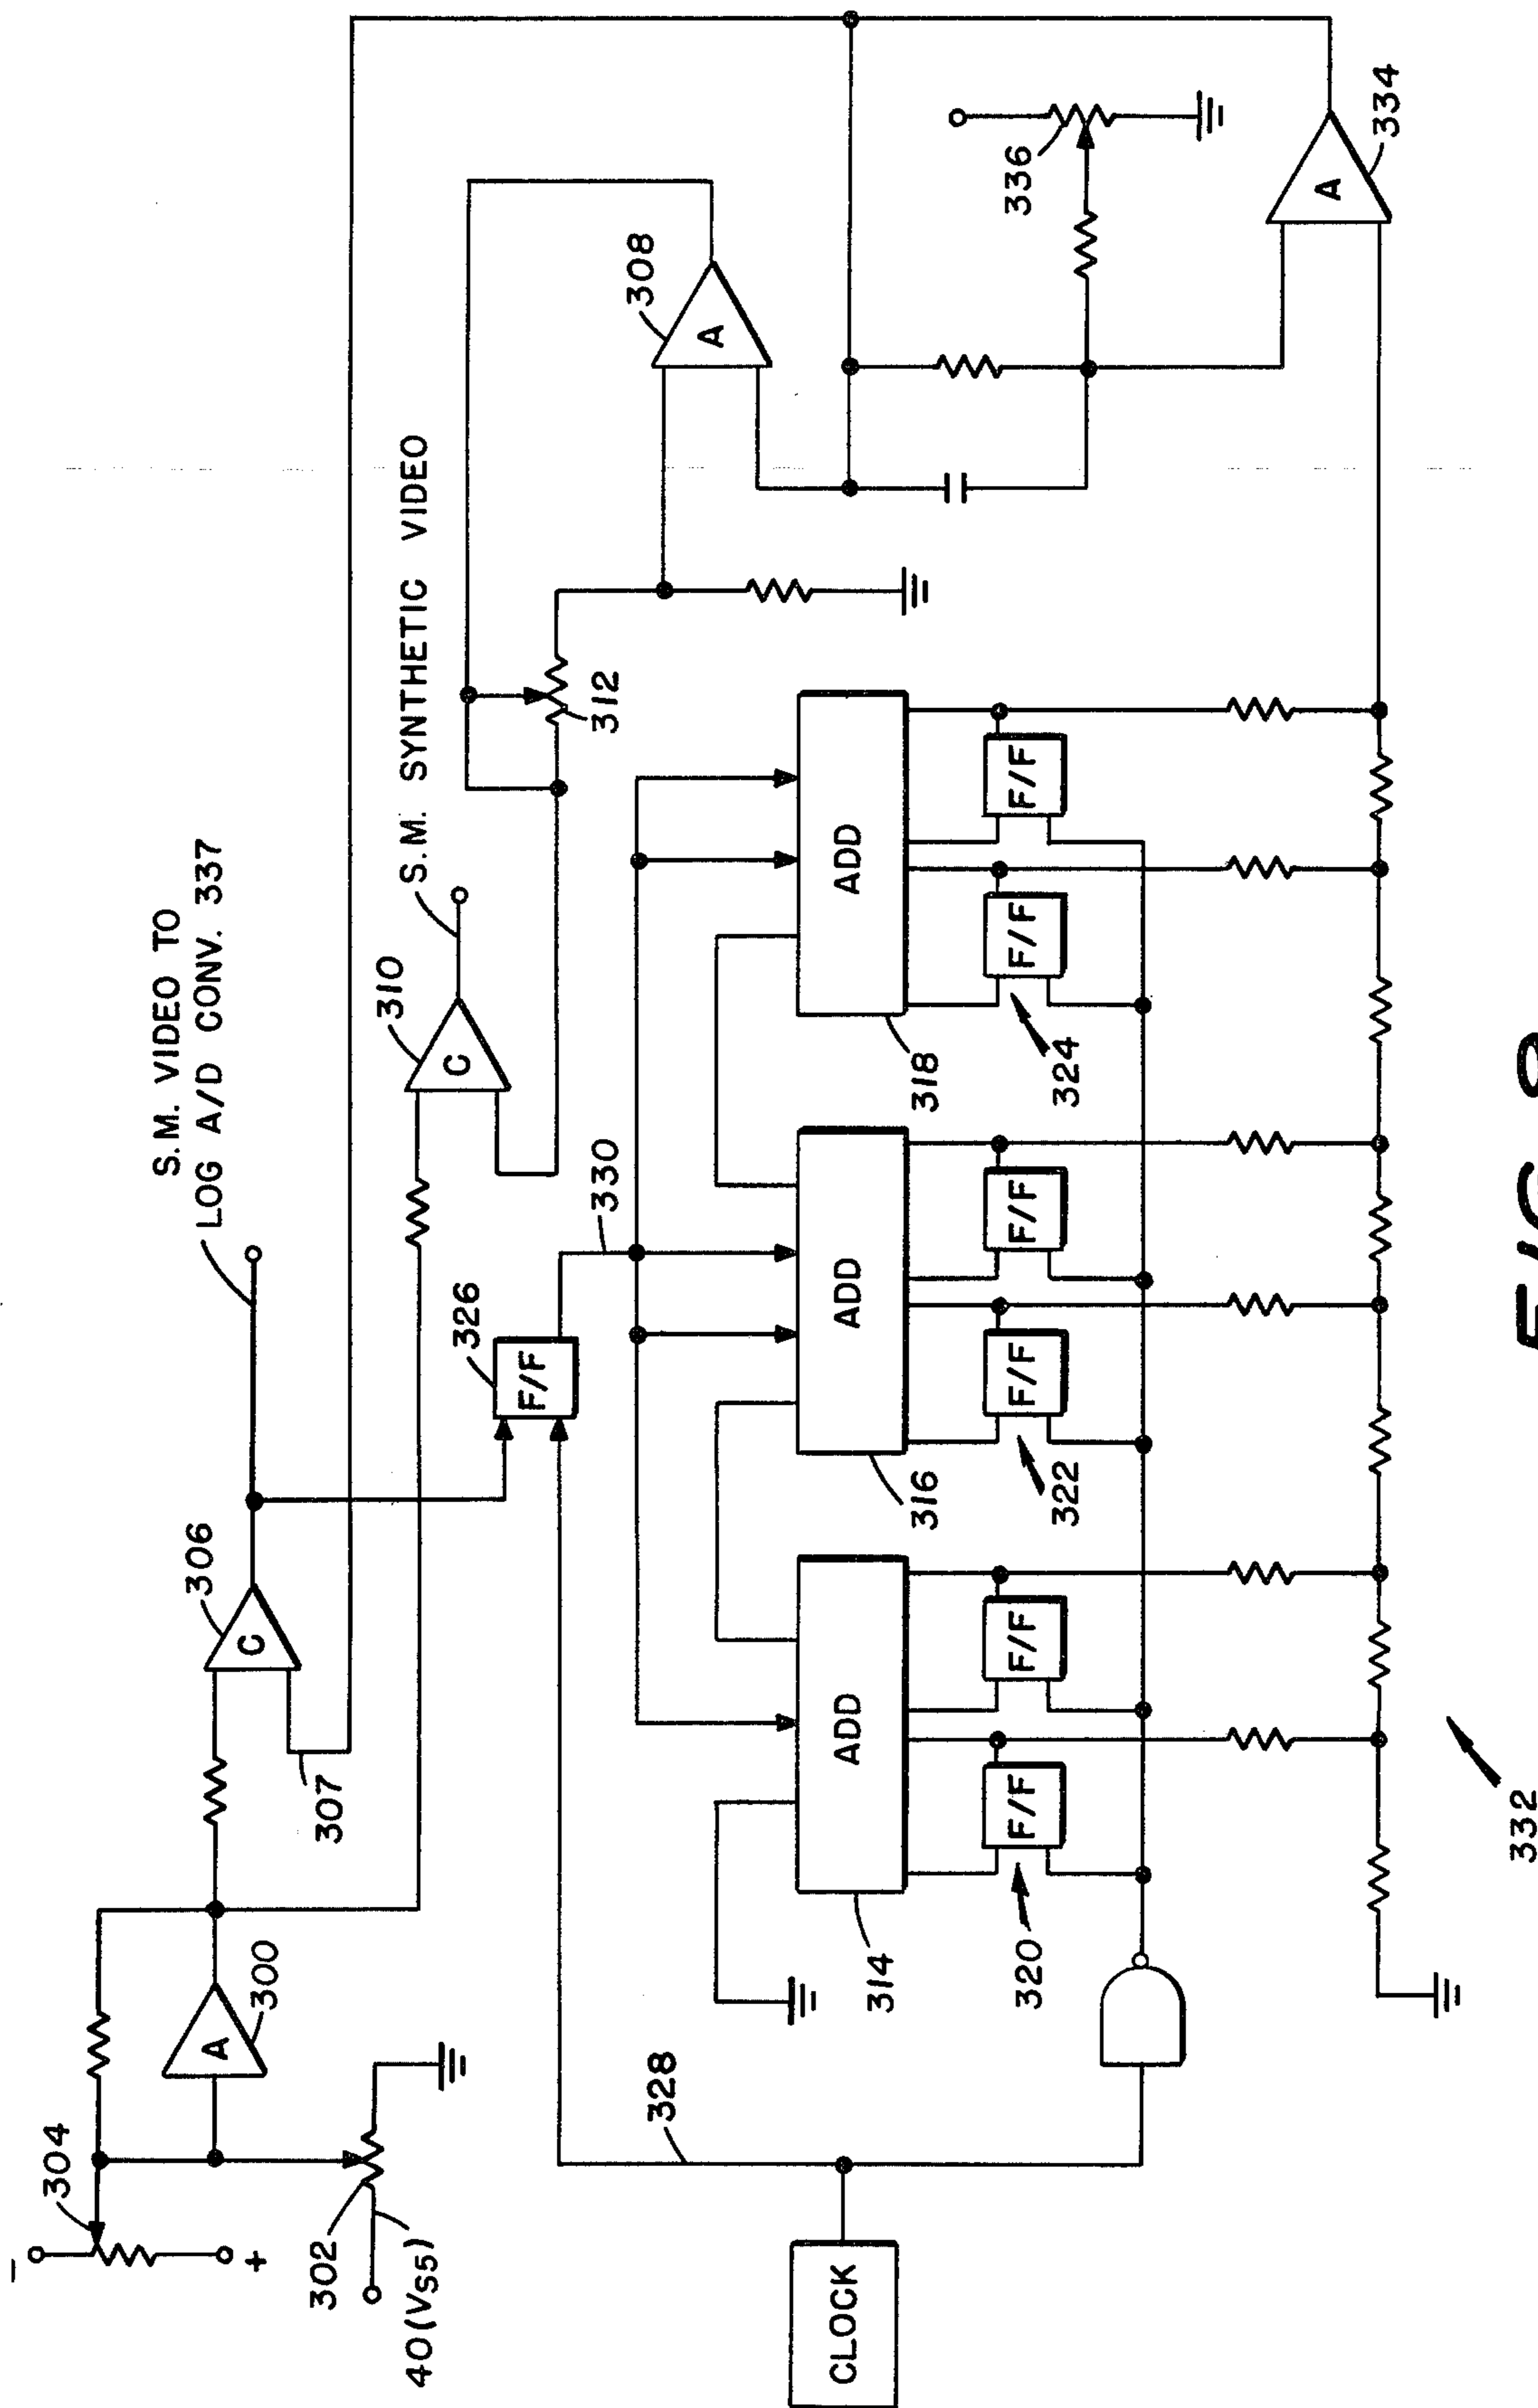 −
304
+
302
40 (VS5)
A
300
S.M. VIDEO TO
LOG A/D CONV. 337
306
C
307
310
C
S.M. SYNTHETIC VIDEO
312
308
A
326
F/F
330
328
CLOCK
ADD
314
ADD
316
ADD
318
F/F
F/F
320
F/F
F/F
322
F/F
F/F
324
336
A
334
332